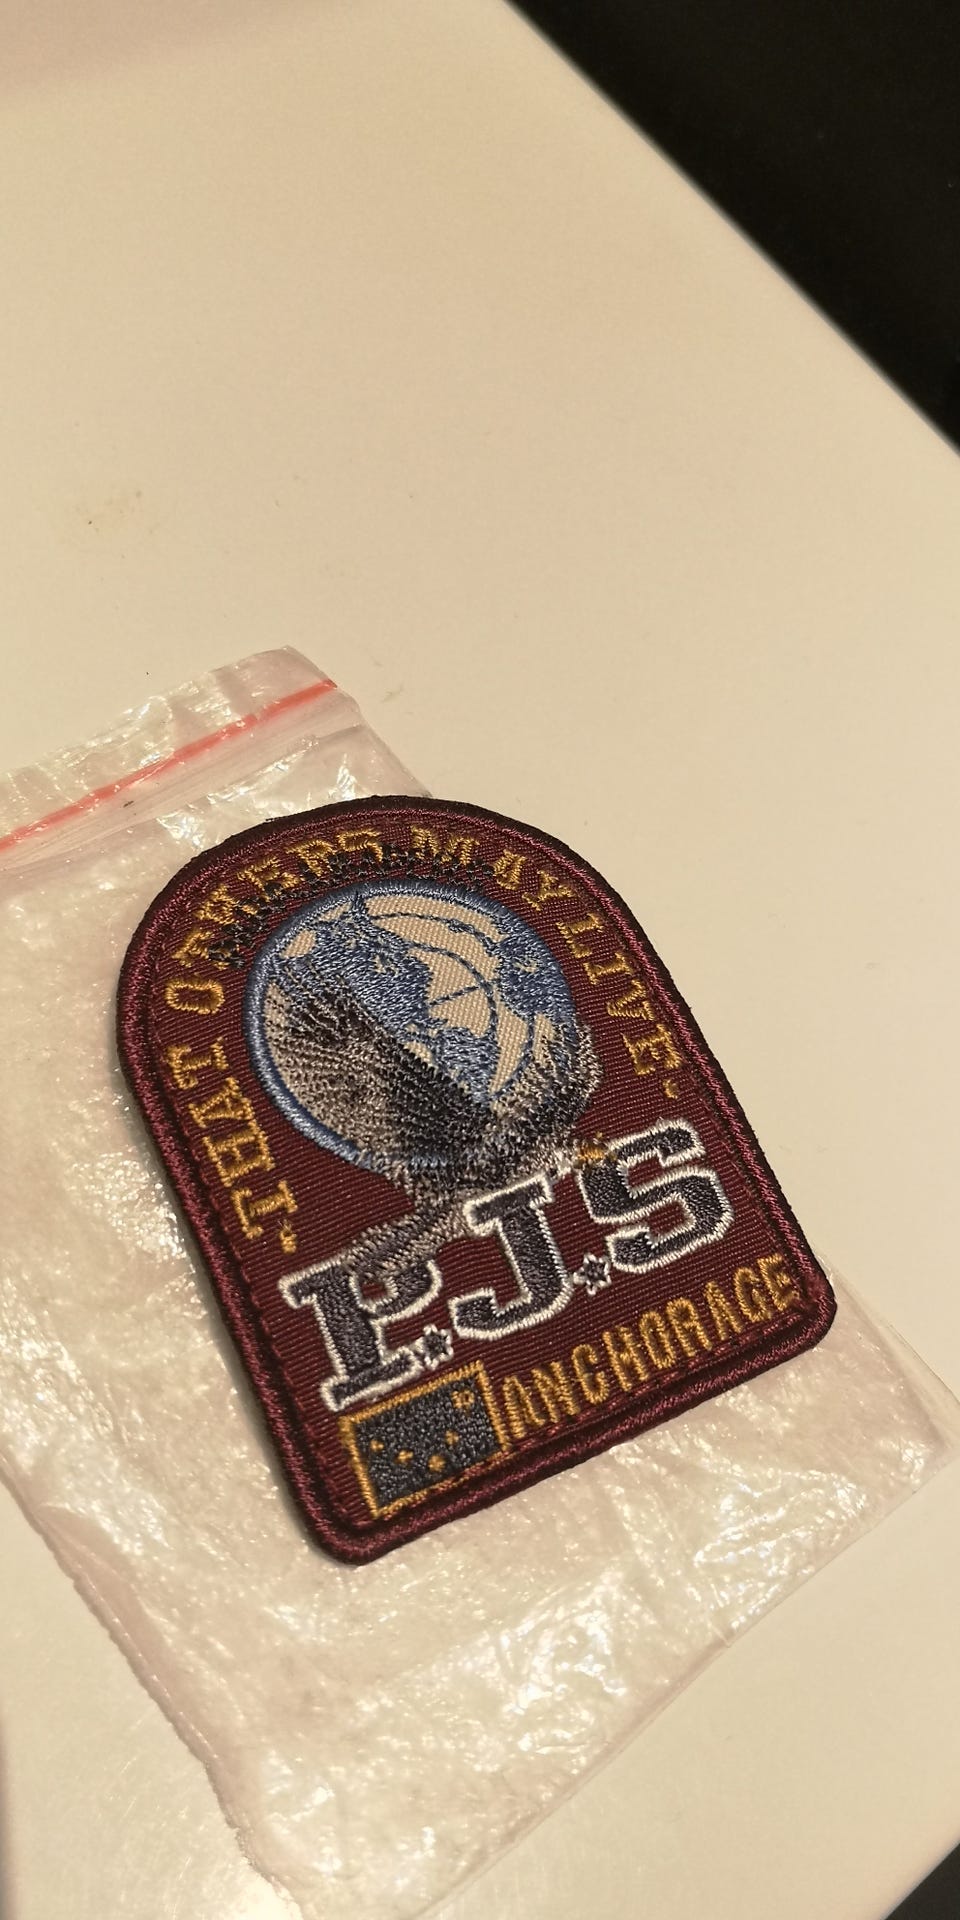 "THAT OTHERS MAY LIVE"
P.J.S
ANCHORAGE